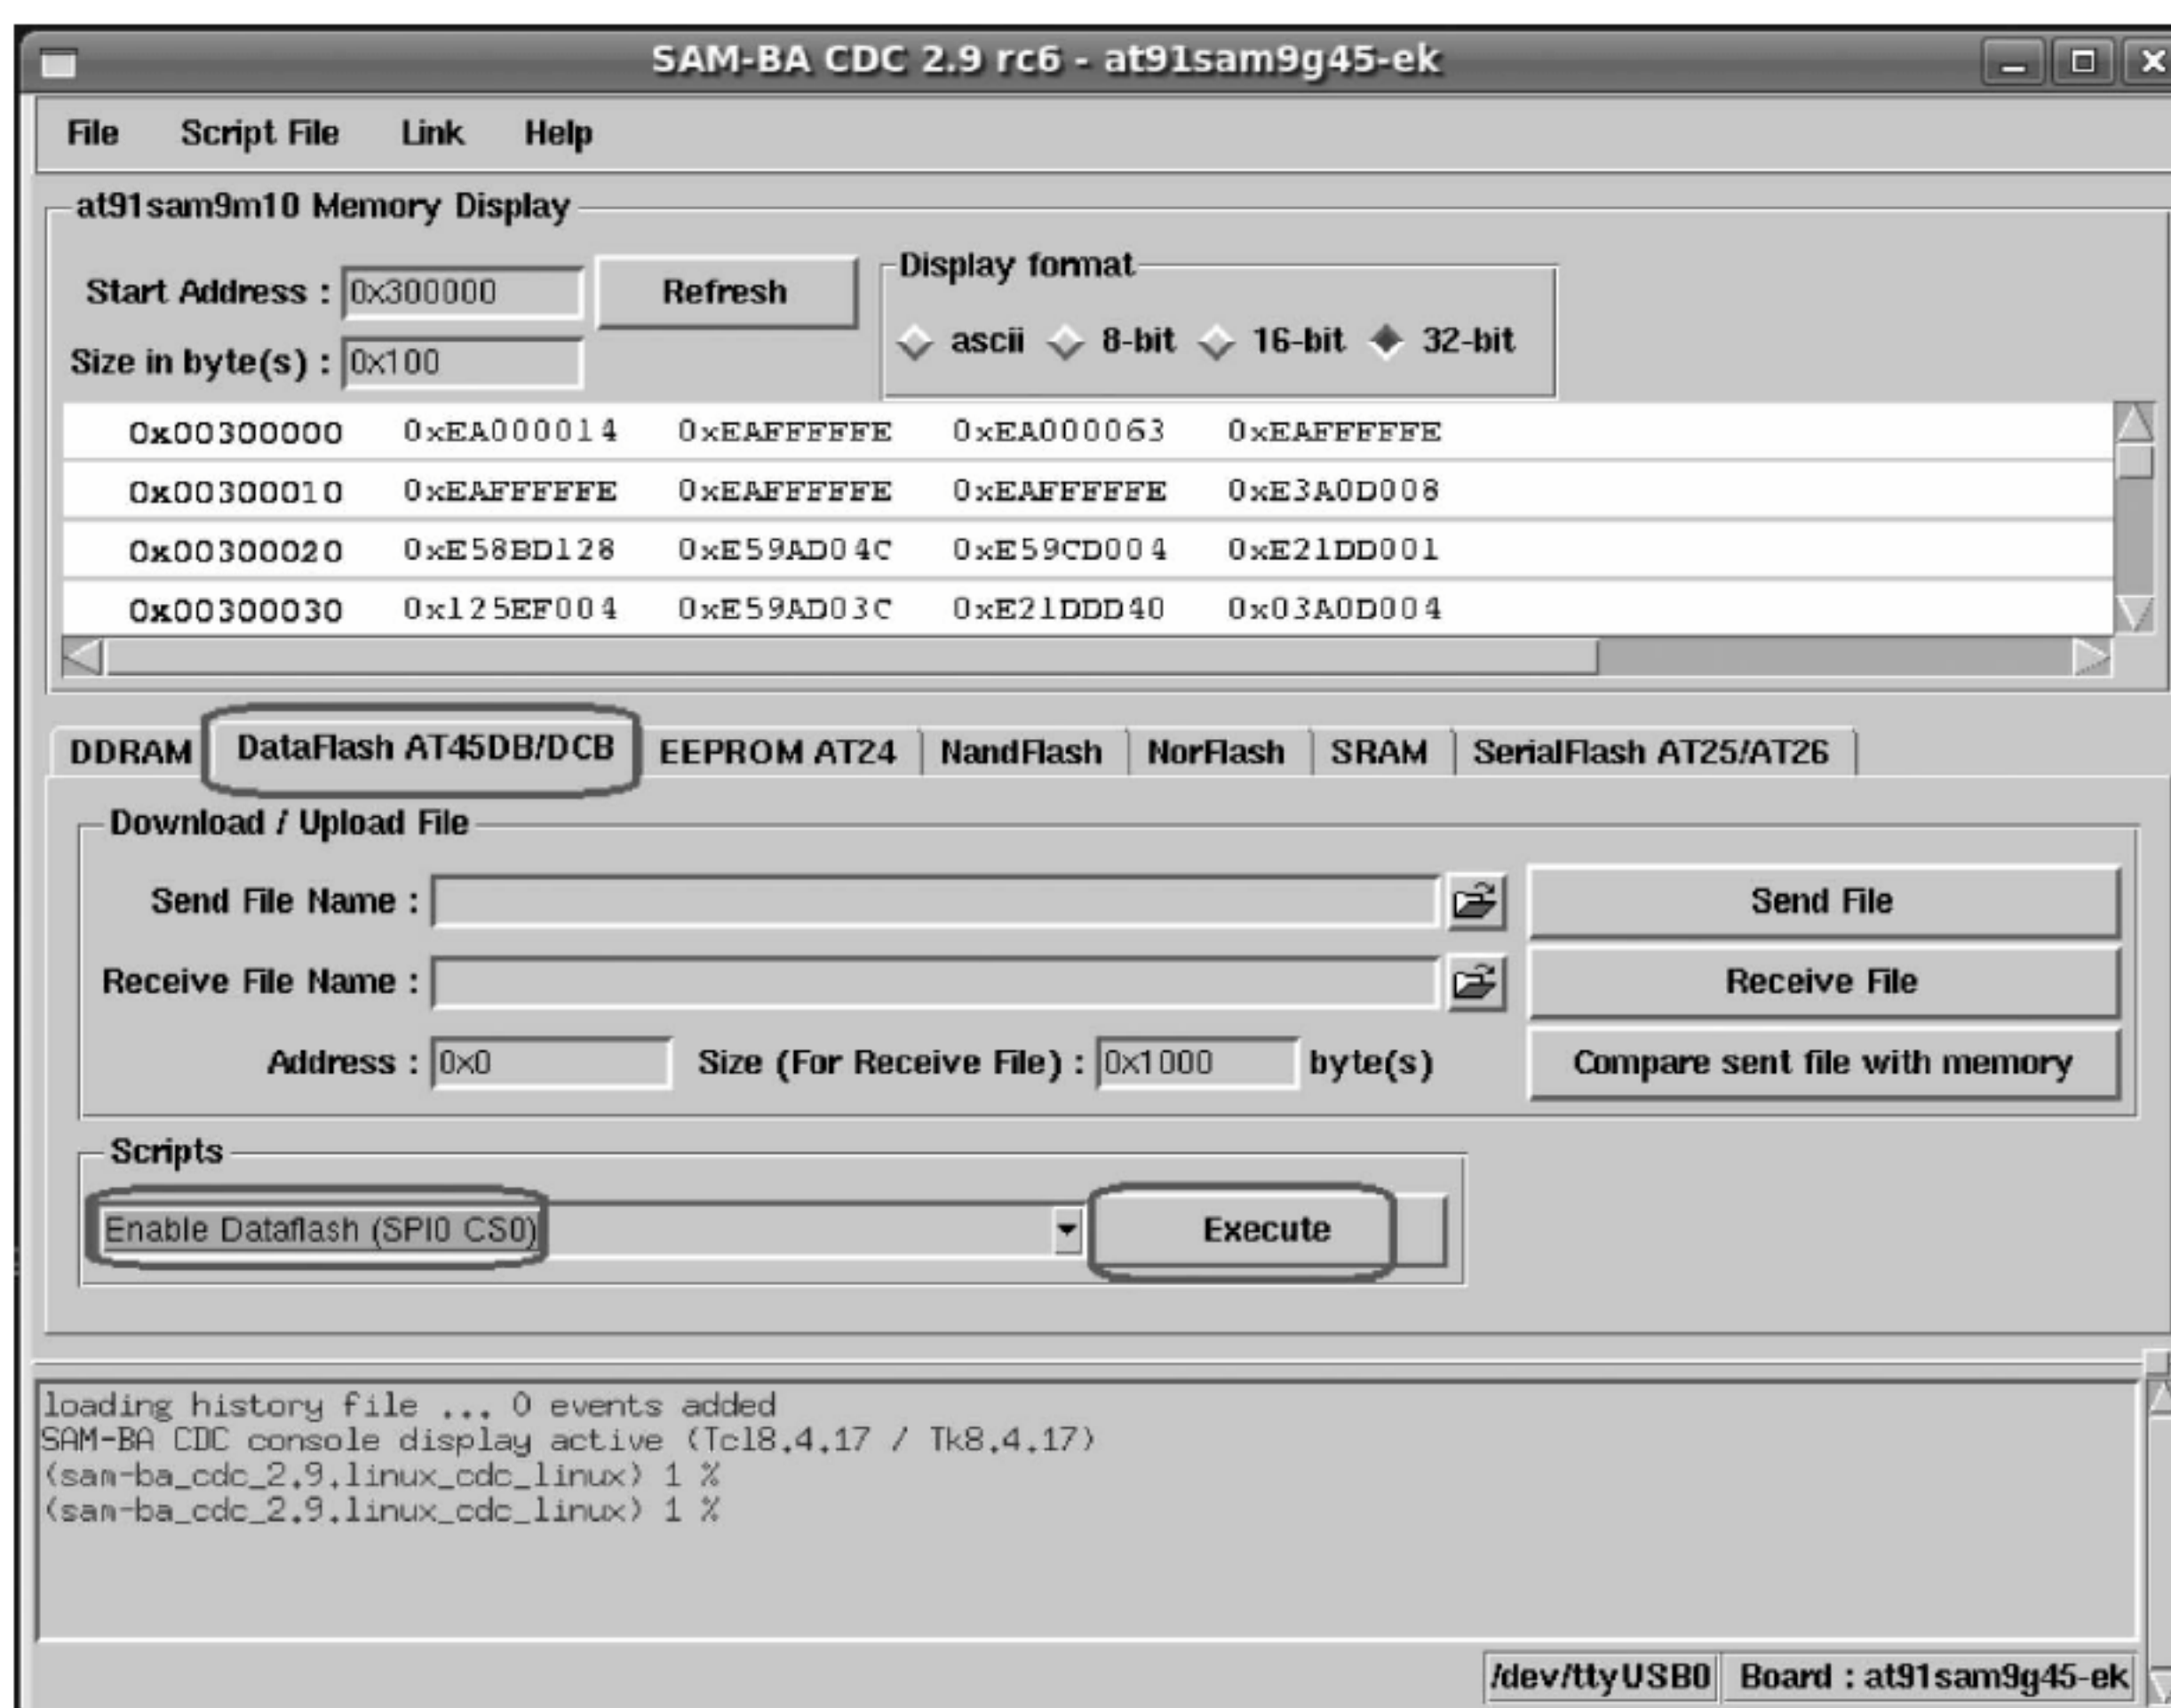 SAM-BA CDC 2.9 rc6 - at91sam9g45-ek
File Script File Link Help
at91sam9m10 Memory Display
Start Address : 0x300000 Refresh
Display format
ascii 8-bit 16-bit 32-bit
Size in byte(s) : 0x100
0x00300000 0xEA000014 0xEAFFFFFE 0xEA000063 0xEAFFFFFE
0x00300010 0xEAFFFFFE 0xEAFFFFFE 0xEAFFFFFE 0xE3A0D008
0x00300020 0xE58BD128 0xE59AD04C 0xE59CD004 0xE21DD001
0x00300030 0x125EF004 0xE59AD03C 0xE21DDD40 0x03A0D004
DDRAM DataFlash AT45DB/DCB EEPROM AT24 NandFlash NorFlash SRAM SerialFlash AT25/AT26
Download / Upload File
Send File Name : Send File
Receive File Name : Receive File
Address : 0x0 Size (For Receive File) : 0x1000 byte(s) Compare sent file with memory
Scripts
Enable Dataflash (SPI0 CS0) Execute
loading history file ... 0 events added
SAM-BA CDC console display active (Tcl8.4.17 / Tk8.4.17)
(sam-ba_cdc_2.9.linux_cdc_linux) 1 %
(sam-ba_cdc_2.9.linux_cdc_linux) 1 %
/dev/ttyUSB0 Board : at91sam9g45-ek